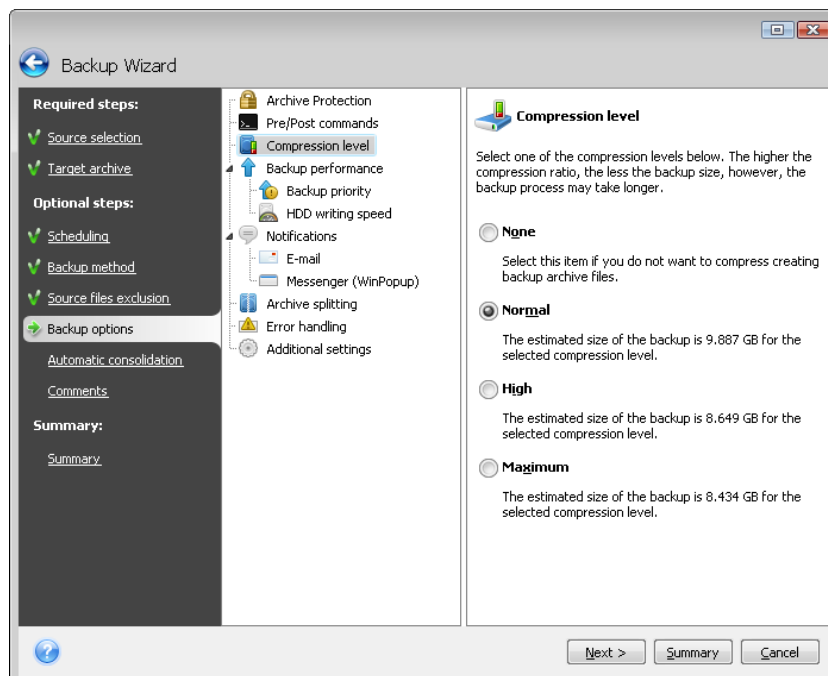 Backup Wizard
Required steps:
Source selection
Target archive
Optional steps:
Scheduling
Backup method
Source files exclusion
Backup options
Automatic consolidation
Comments
Summary:
Summary
Archive Protection
Pre/Post commands
Compression level
Backup performance
Backup priority
HDD writing speed
Notifications
E-mail
Messenger (WinPopup)
Archive splitting
Error handling
Additional settings
Compression level
Select one of the compression levels below. The higher the
compression ratio, the less the backup size, however, the
backup process may take longer.
None
Select this item if you do not want to compress creating
backup archive files.
Normal
The estimated size of the backup is 9.887 GB for the
selected compression level.
High
The estimated size of the backup is 8.649 GB for the
selected compression level.
Maximum
The estimated size of the backup is 8.434 GB for the
selected compression level.
?
Next >
Summary
Cancel